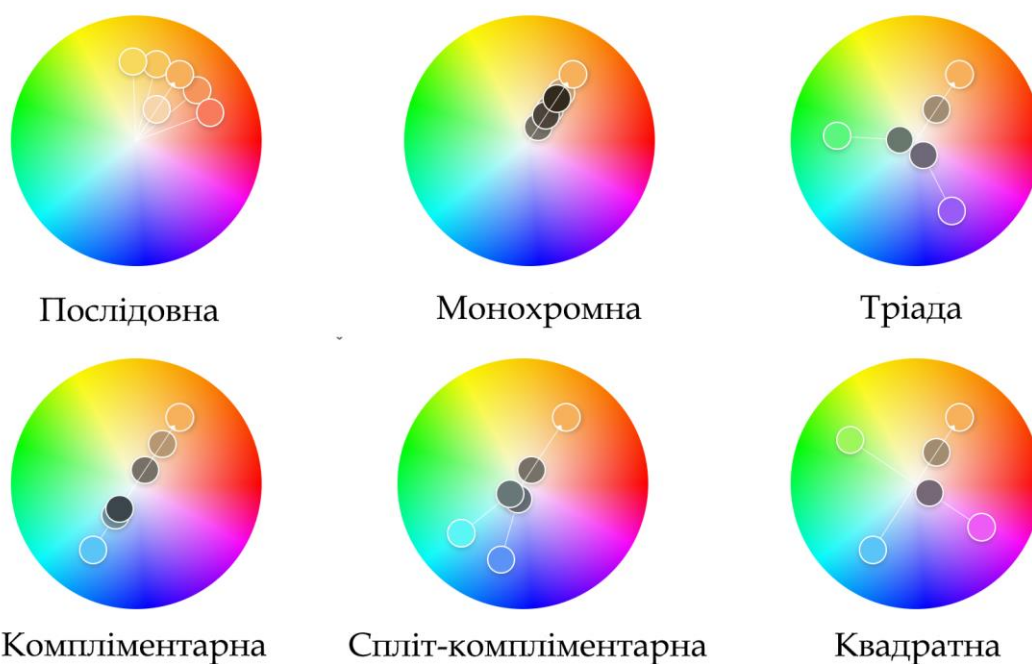 Послідовна
Монохромна
Тріада
Компліментарна
Спліт-компліментарна
Квадратна